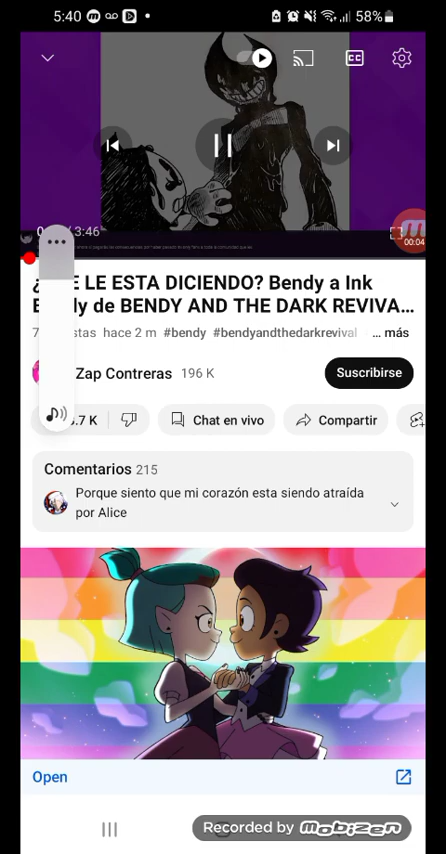 5:40
58%
CC
3:46
00:04
LE ESTA DICIENDO? Bendy a Ink
de BENDY AND THE DARK REVIVA...
hace 2 m #bendy #bendyandthedarkrevival ... más
Zap Contreras 196 K
Suscribirse
.7 K
Chat en vivo
Compartir
Comentarios 215
Porque siento que mi corazón esta siendo atraída
por Alice
Open
Recorded by MOBIZEN